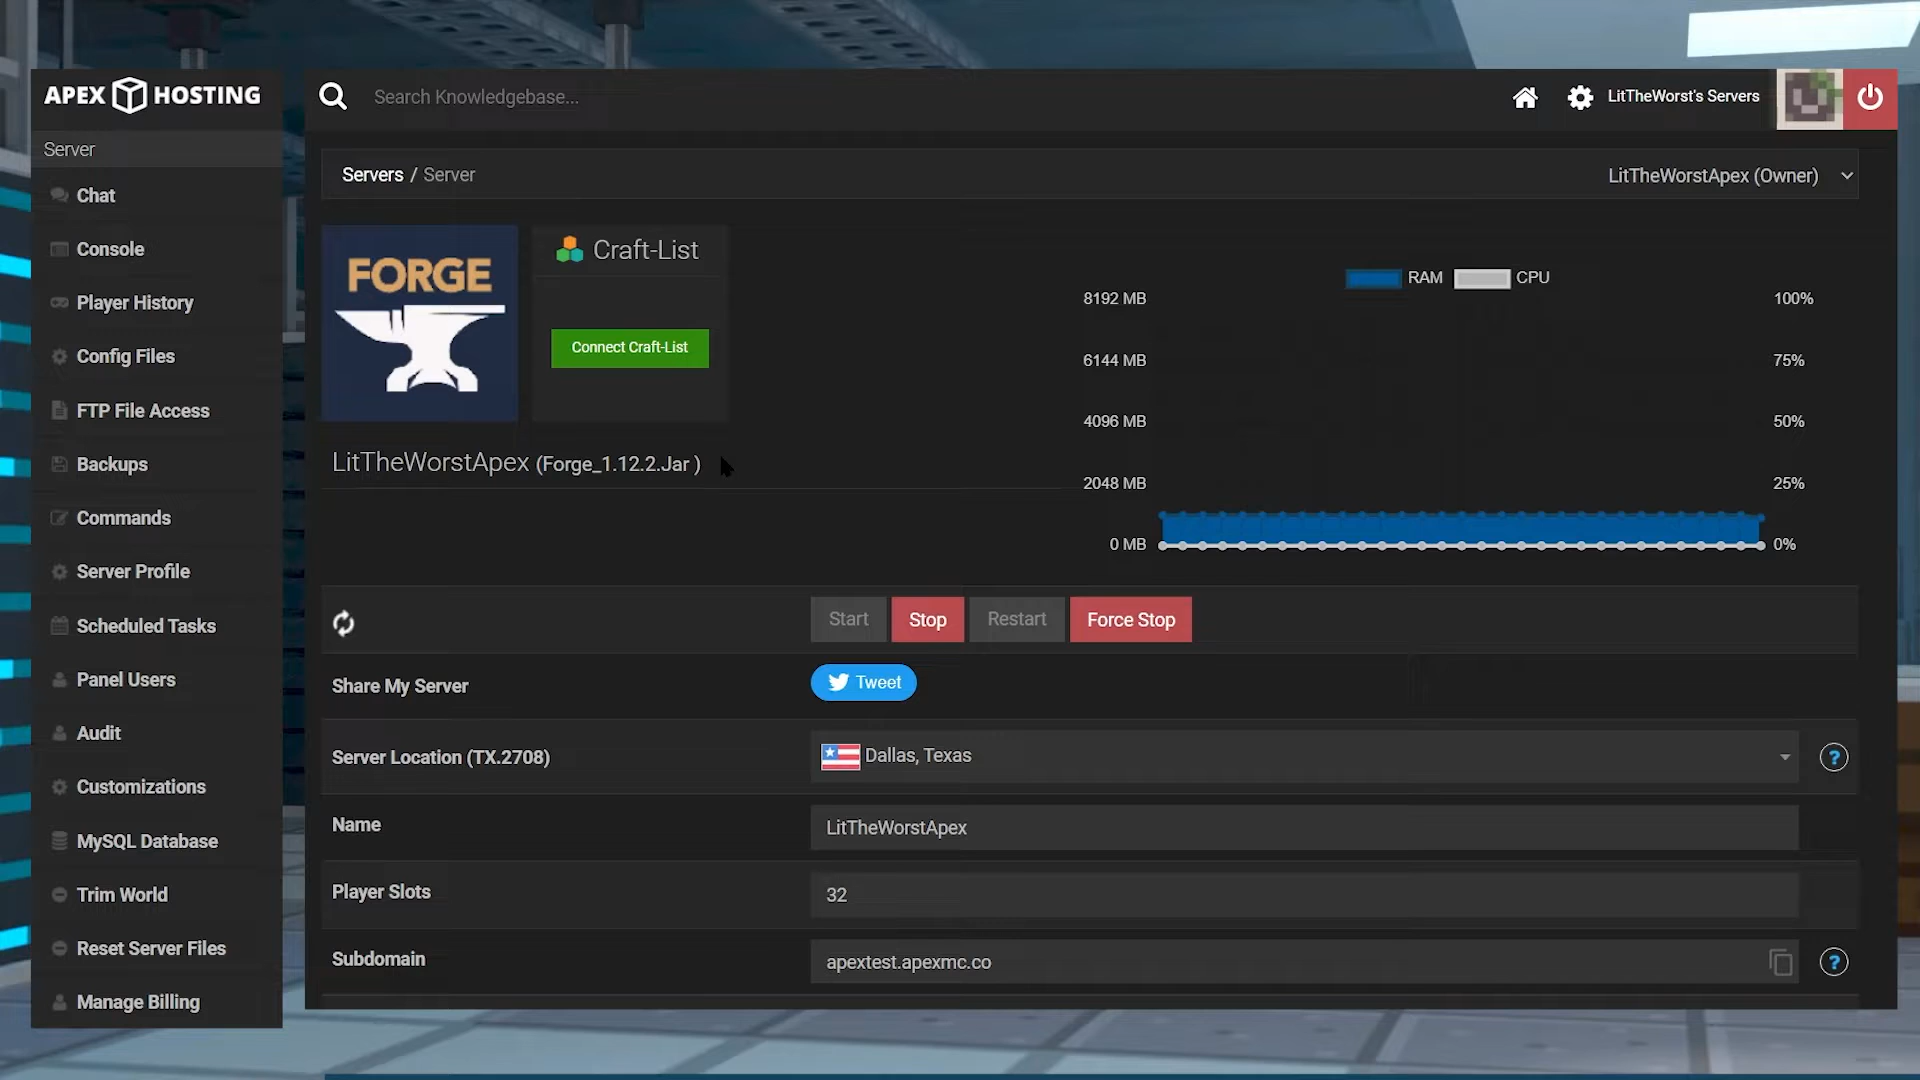 APEX HOSTING
Search Knowledgebase...
LitTheWorst's Servers
Server
Chat
Console
Player History
Config Files
FTP File Access
Backups
Commands
Server Profile
Scheduled Tasks
Panel Users
Audit
Customizations
MySQL Database
Trim World
Reset Server Files
Manage Billing
Servers / Server
LitTheWorstApex (Owner)
FORGE
Craft-List
Connect Craft-List
LitTheWorstApex (Forge_1.12.2.Jar )
RAM CPU
8192 MB 100%
6144 MB 75%
4096 MB 50%
2048 MB 25%
0 MB 0%
Start Stop Restart Force Stop
Share My Server Tweet
Server Location (TX.2708) Dallas, Texas ?
Name LitTheWorstApex
Player Slots 32
Subdomain apextest.apexmc.co ?